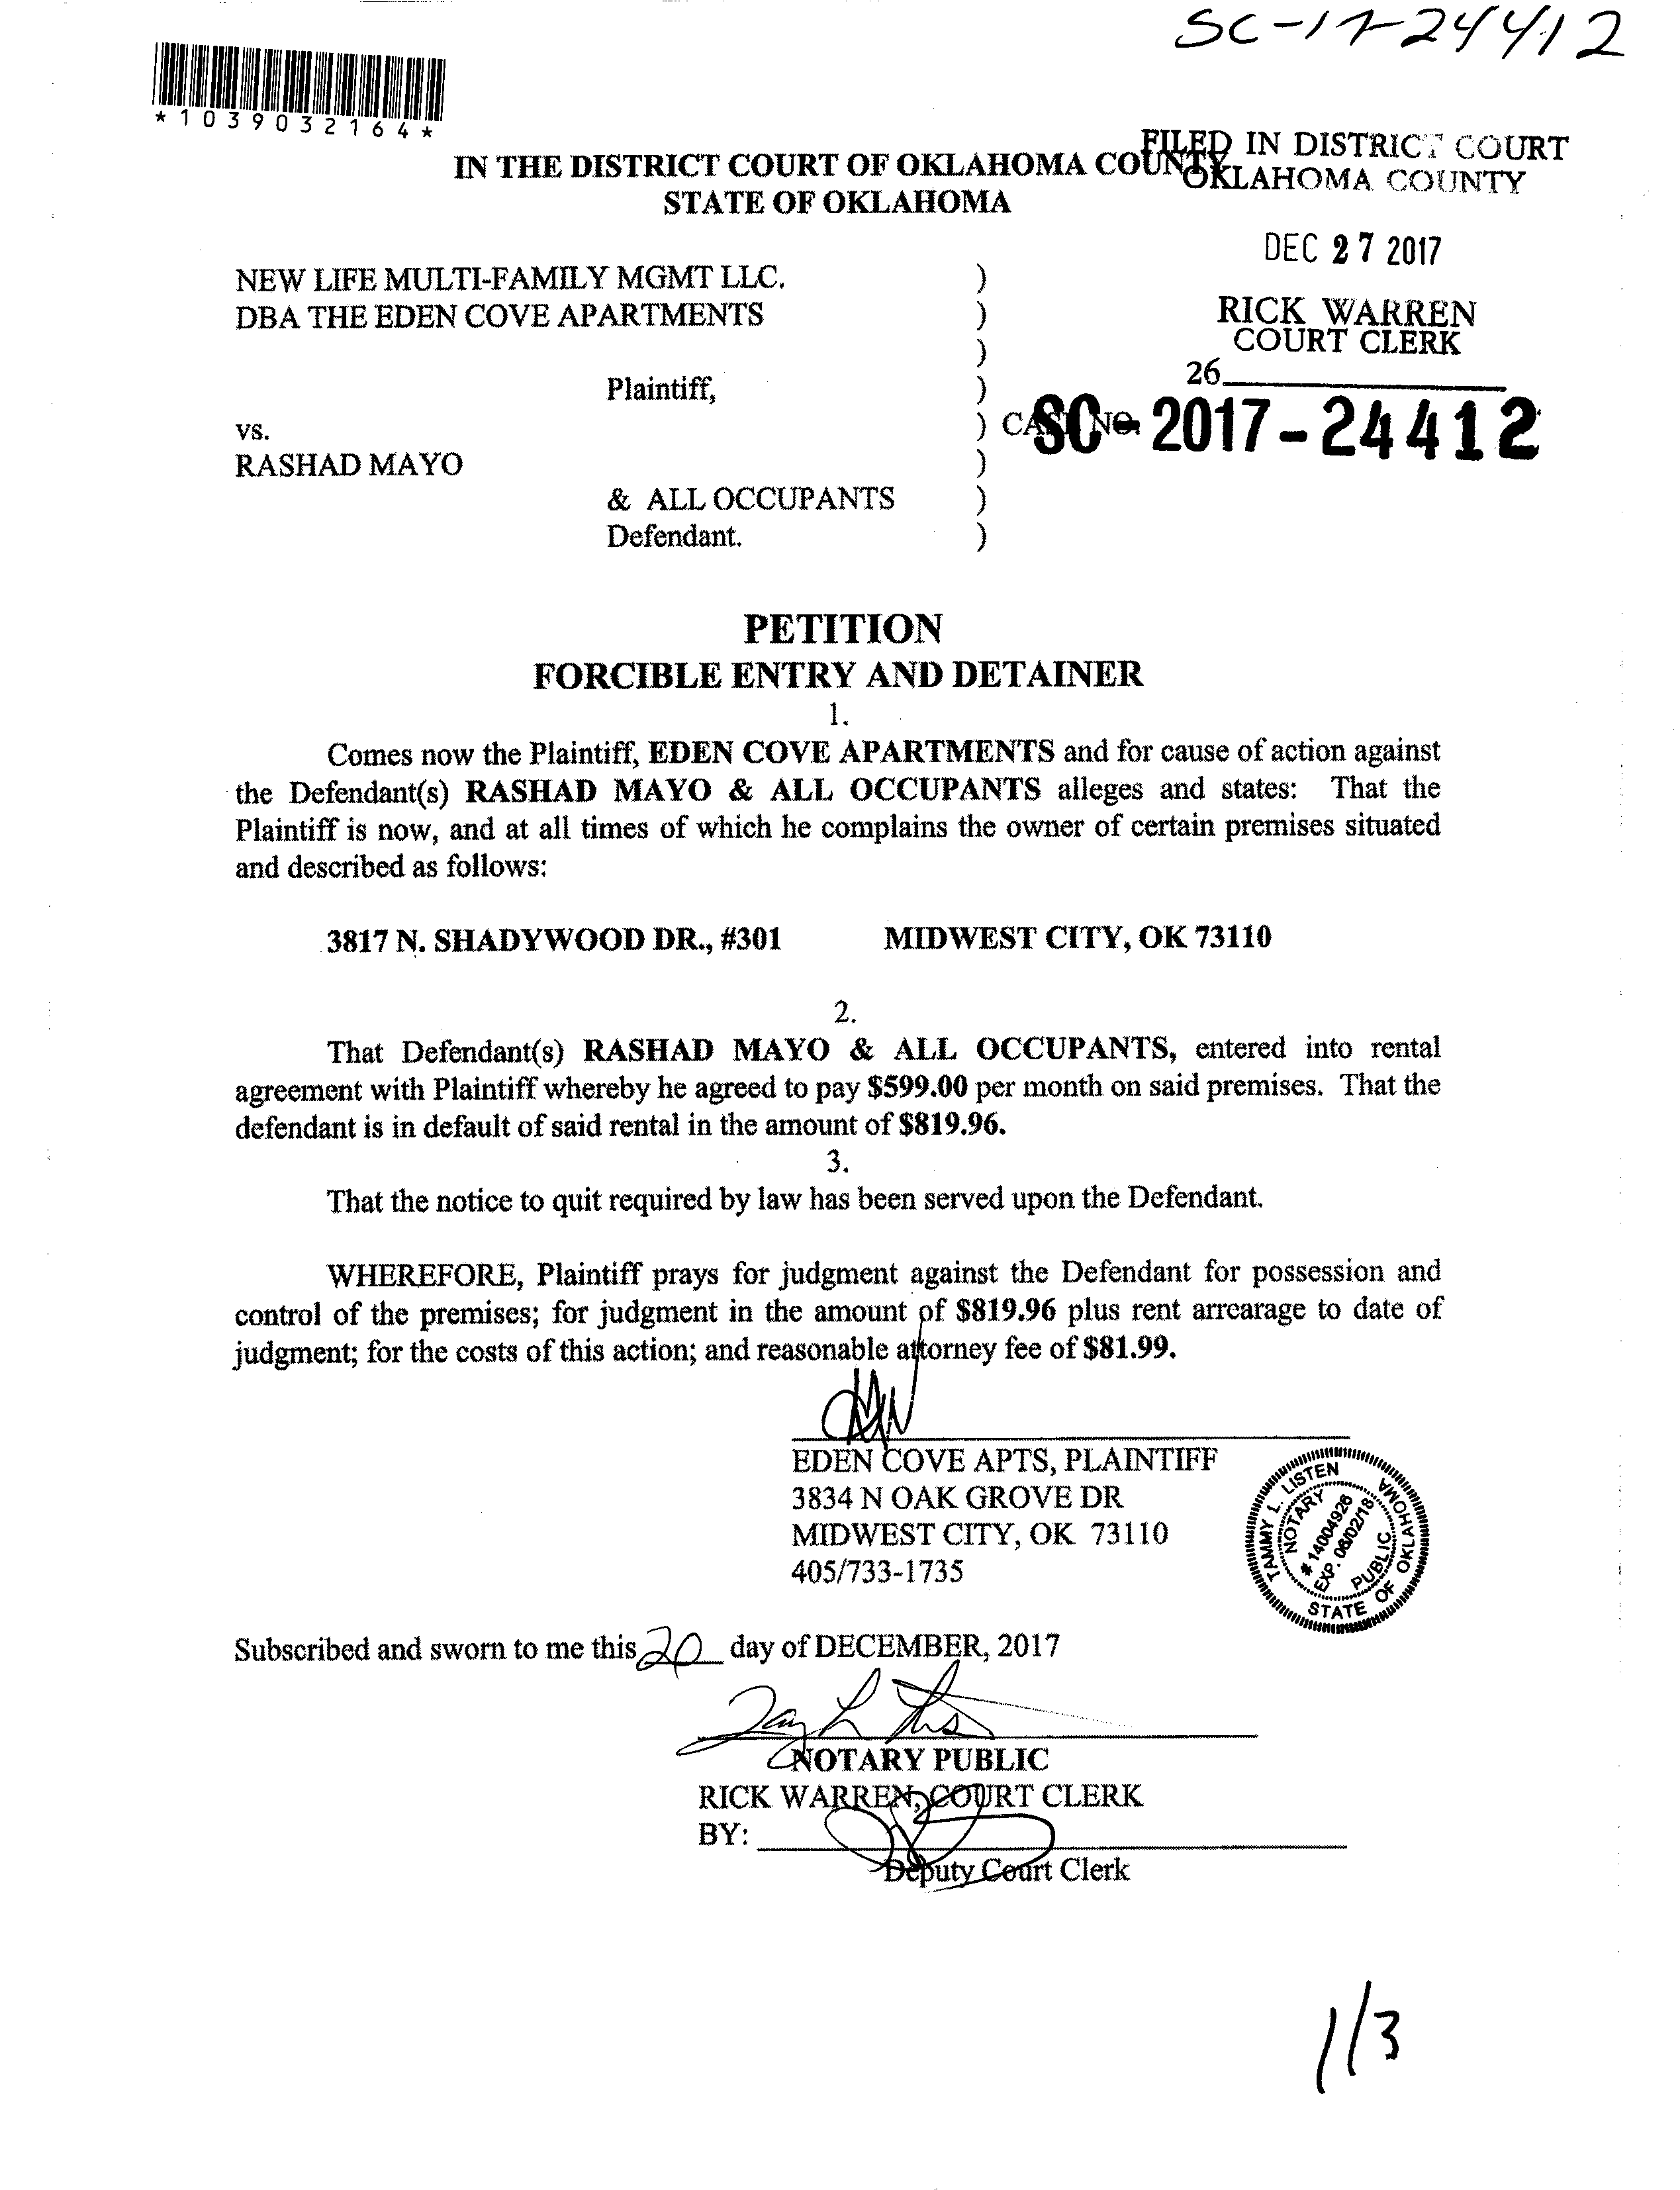 SC-17-24412
*1039032164*
FILED IN DISTRICT COURT
OKLAHOMA COUNTY
IN THE DISTRICT COURT OF OKLAHOMA COUNTY
STATE OF OKLAHOMA
DEC 27 2017
RICK WARREN
COURT CLERK
26
NEW LIFE MULTI-FAMILY MGMT LLC. )
DBA THE EDEN COVE APARTMENTS )
)
Plaintiff, )
vs. ) CASE NO. SC-2017-24412
RASHAD MAYO )
& ALL OCCUPANTS )
Defendant. )
PETITION
FORCIBLE ENTRY AND DETAINER
1.
Comes now the Plaintiff, EDEN COVE APARTMENTS and for cause of action against
the Defendant(s) RASHAD MAYO & ALL OCCUPANTS alleges and states: That the
Plaintiff is now, and at all times of which he complains the owner of certain premises situated
and described as follows:
3817 N. SHADYWOOD DR., #301 MIDWEST CITY, OK 73110
2.
That Defendant(s) RASHAD MAYO & ALL OCCUPANTS, entered into rental
agreement with Plaintiff whereby he agreed to pay $599.00 per month on said premises. That the
defendant is in default of said rental in the amount of $819.96.
3.
That the notice to quit required by law has been served upon the Defendant.
WHEREFORE, Plaintiff prays for judgment against the Defendant for possession and
control of the premises; for judgment in the amount of $819.96 plus rent arrearage to date of
judgment; for the costs of this action; and reasonable attorney fee of $81.99.
EDEN COVE APTS, PLAINTIFF
3834 N OAK GROVE DR
MIDWEST CITY, OK 73110
405/733-1735
TAMMY L. LISTEN
NOTARY
# 14004926
EXP. 06/02/18
PUBLIC
STATE OF OKLAHOMA
Subscribed and sworn to me this 20 day of DECEMBER, 2017
NOTARY PUBLIC
RICK WARREN, COURT CLERK
BY:
Deputy Court Clerk
1/3